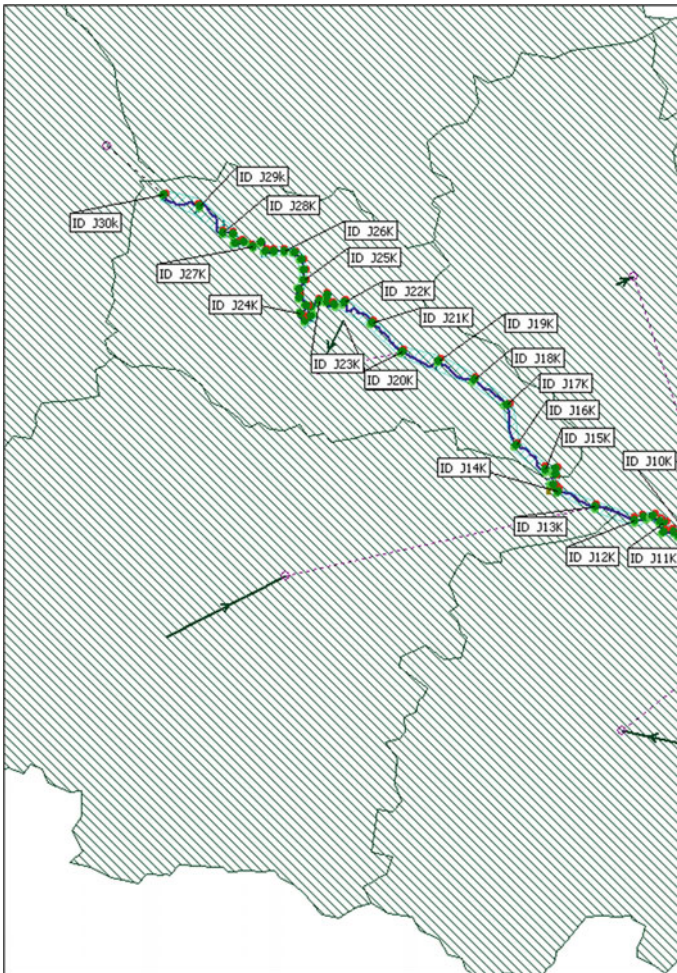 ID J29k
ID J30k
ID J28K
ID J26K
ID J27K
ID J25K
ID J22K
ID J24K
ID J21K
ID J19K
ID J23K
ID J18K
ID J20K
ID J17K
ID J16K
ID J15K
ID J10K
ID J14K
ID J13K
ID J12K
ID J11K